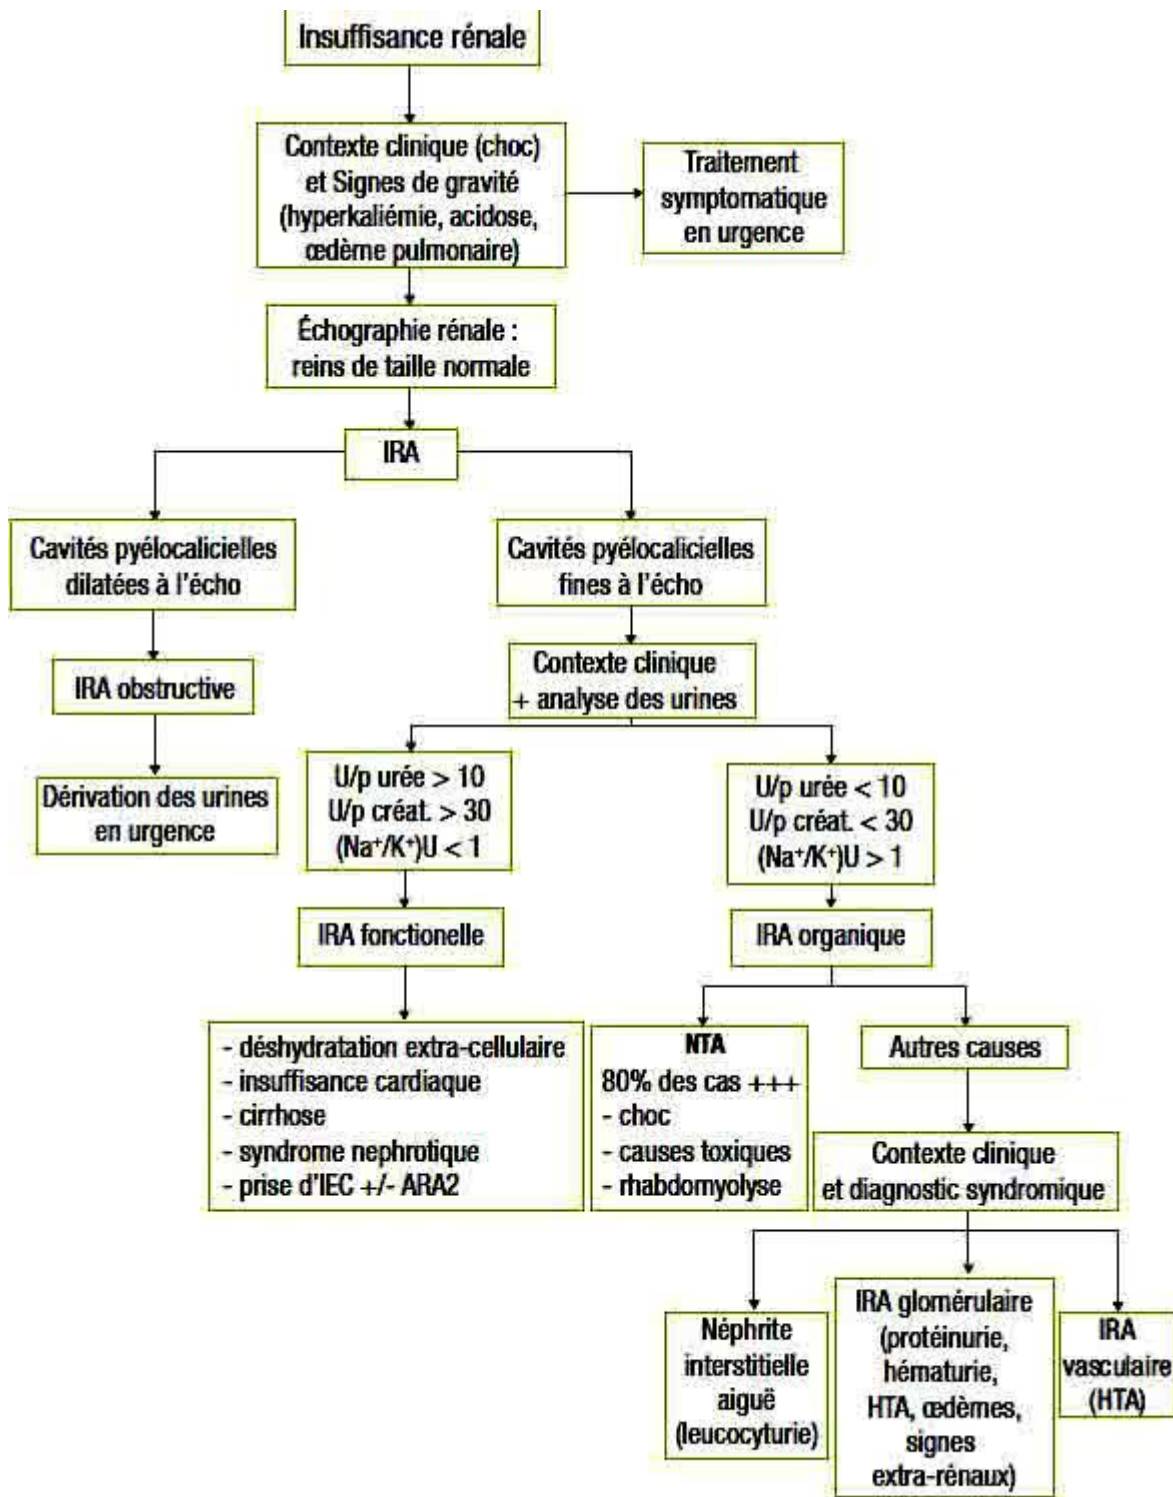 Insuffisance rénale
Contexte clinique (choc)
et Signes de gravité
(hyperkaliémie, acidose,
œdème pulmonaire)
Traitement
symptomatique
en urgence
Échographie rénale :
reins de taille normale
IRA
Cavités pyélocalicielles
dilatées à l'écho
Cavités pyélocalicielles
fines à l'écho
IRA obstructive
Contexte clinique
+ analyse des urines
Dérivation des urines
en urgence
U/p urée > 10
U/p créat. > 30
(Na⁺/K⁺)U < 1
U/p urée < 10
U/p créat. < 30
(Na⁺/K⁺)U > 1
IRA fonctionelle
IRA organique
- déshydratation extra-cellulaire
- insuffisance cardiaque
- cirrhose
- syndrome nephrotique
- prise d'IEC +/- ARA2
NTA
80% des cas +++
- choc
- causes toxiques
- rhabdomyolyse
Autres causes
Contexte clinique
et diagnostic syndromique
Néphrite
interstitielle
aiguë
(leucocyturie)
IRA glomérulaire
(protéinurie,
hématurie,
HTA, œdèmes,
signes
extra-rénaux)
IRA
vasculaire
(HTA)